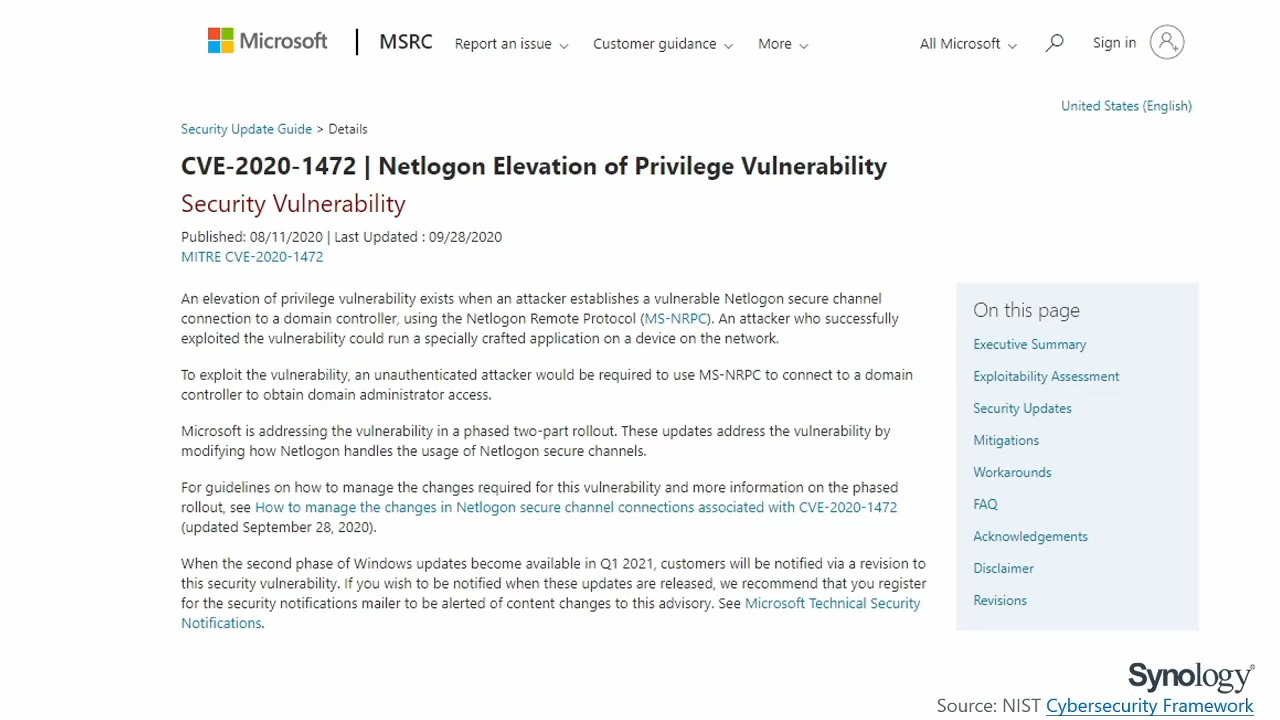 Microsoft | MSRC Report an issue Customer guidance More All Microsoft Sign in
United States (English)
Security Update Guide > Details
CVE-2020-1472 | Netlogon Elevation of Privilege Vulnerability
Security Vulnerability
Published: 08/11/2020 | Last Updated : 09/28/2020
MITRE CVE-2020-1472
An elevation of privilege vulnerability exists when an attacker establishes a vulnerable Netlogon secure channel
connection to a domain controller, using the Netlogon Remote Protocol (MS-NRPC). An attacker who successfully
exploited the vulnerability could run a specially crafted application on a device on the network.
To exploit the vulnerability, an unauthenticated attacker would be required to use MS-NRPC to connect to a domain
controller to obtain domain administrator access.
Microsoft is addressing the vulnerability in a phased two-part rollout. These updates address the vulnerability by
modifying how Netlogon handles the usage of Netlogon secure channels.
For guidelines on how to manage the changes required for this vulnerability and more information on the phased
rollout, see How to manage the changes in Netlogon secure channel connections associated with CVE-2020-1472
(updated September 28, 2020).
When the second phase of Windows updates become available in Q1 2021, customers will be notified via a revision to
this security vulnerability. If you wish to be notified when these updates are released, we recommend that you register
for the security notifications mailer to be alerted of content changes to this advisory. See Microsoft Technical Security
Notifications.
On this page
Executive Summary
Exploitability Assessment
Security Updates
Mitigations
Workarounds
FAQ
Acknowledgements
Disclaimer
Revisions
Synology®
Source: NIST Cybersecurity Framework